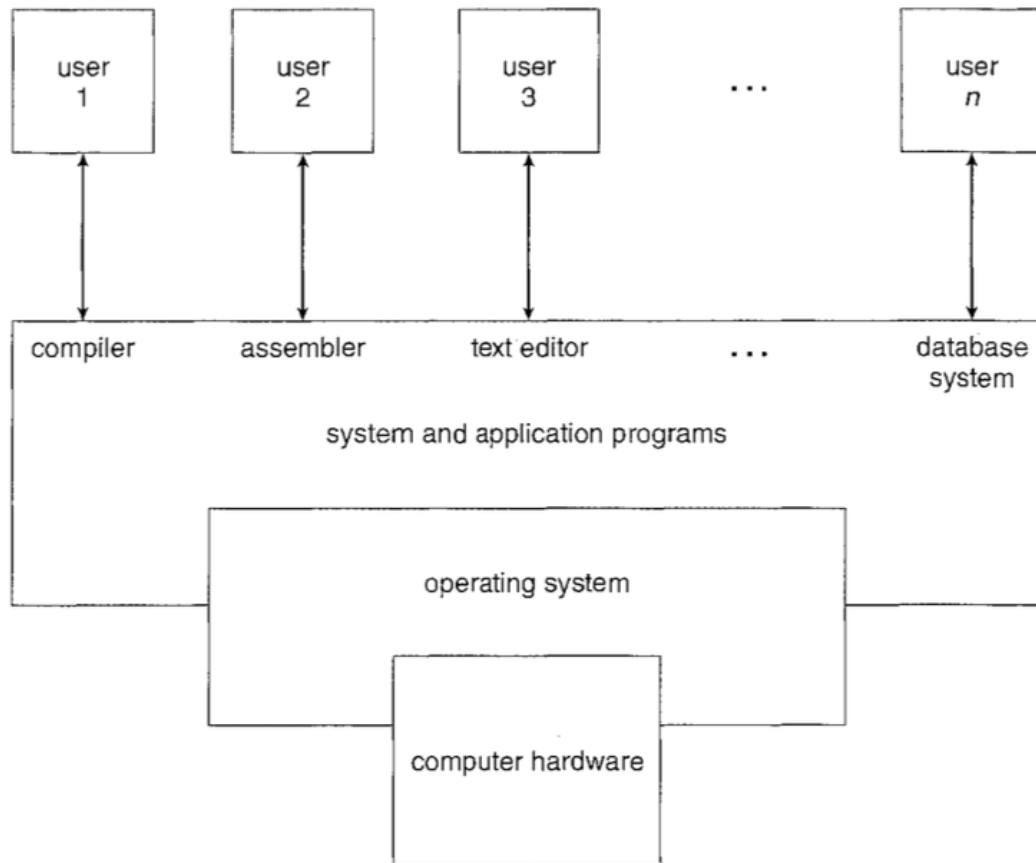 user
1
user
2
user
3
...
user
n
compiler
assembler
text editor
...
database
system
system and application programs
operating system
computer hardware